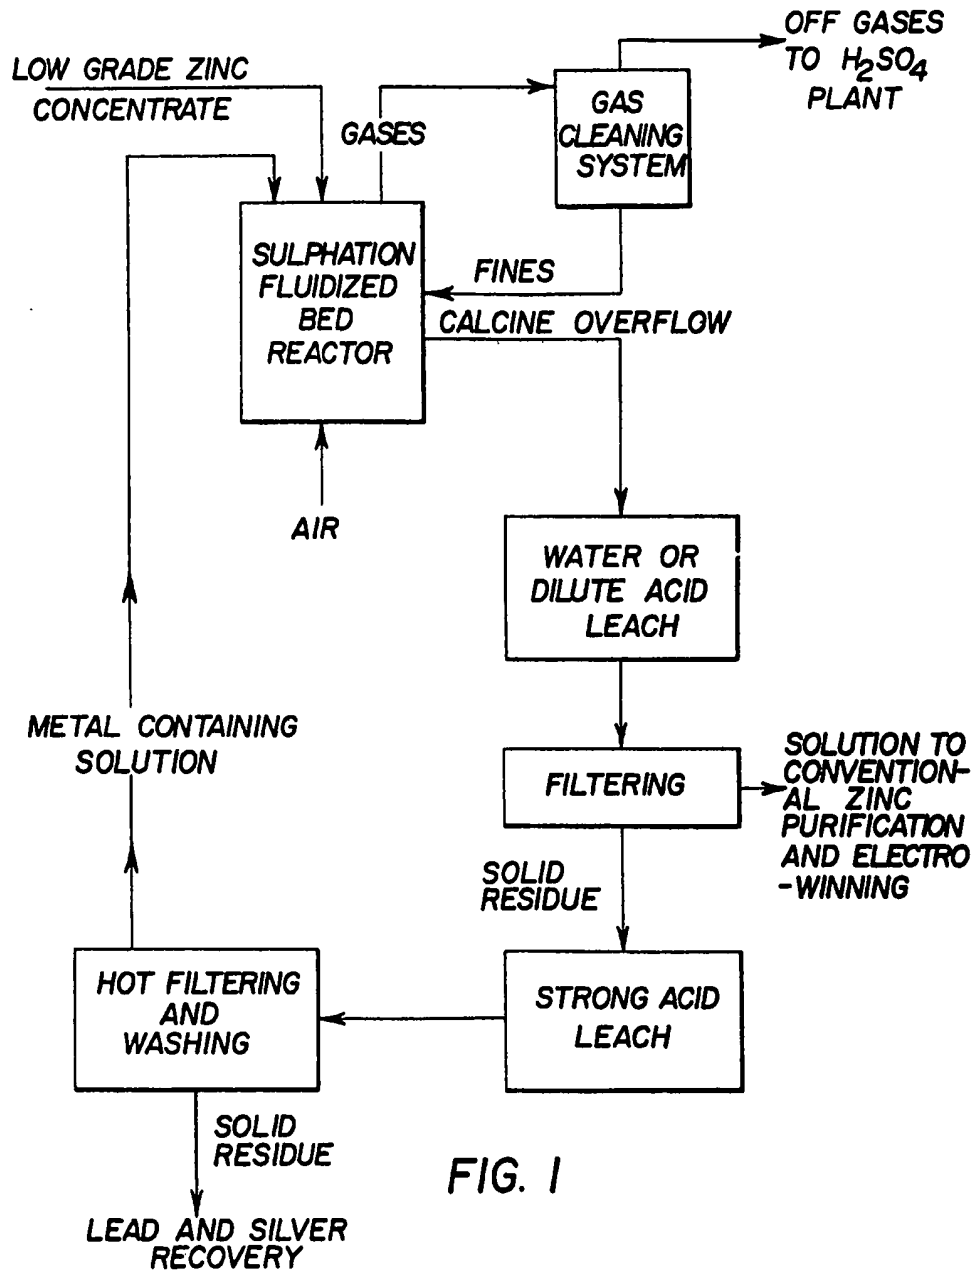 OFF GASES
TO H2SO4
PLANT
LOW GRADE ZINC
CONCENTRATE
GASES
GAS
CLEANING
SYSTEM
SULPHATION
FLUIDIZED
BED
REACTOR
FINES
CALCINE OVERFLOW
AIR
WATER OR
DILUTE ACID
LEACH
METAL CONTAINING
SOLUTION
FILTERING
SOLUTION TO
CONVENTION-
AL ZINC
PURIFICATION
AND ELECTRO
-WINNING
SOLID
RESIDUE
HOT FILTERING
AND
WASHING
STRONG ACID
LEACH
SOLID
RESIDUE
FIG. 1
LEAD AND SILVER
RECOVERY